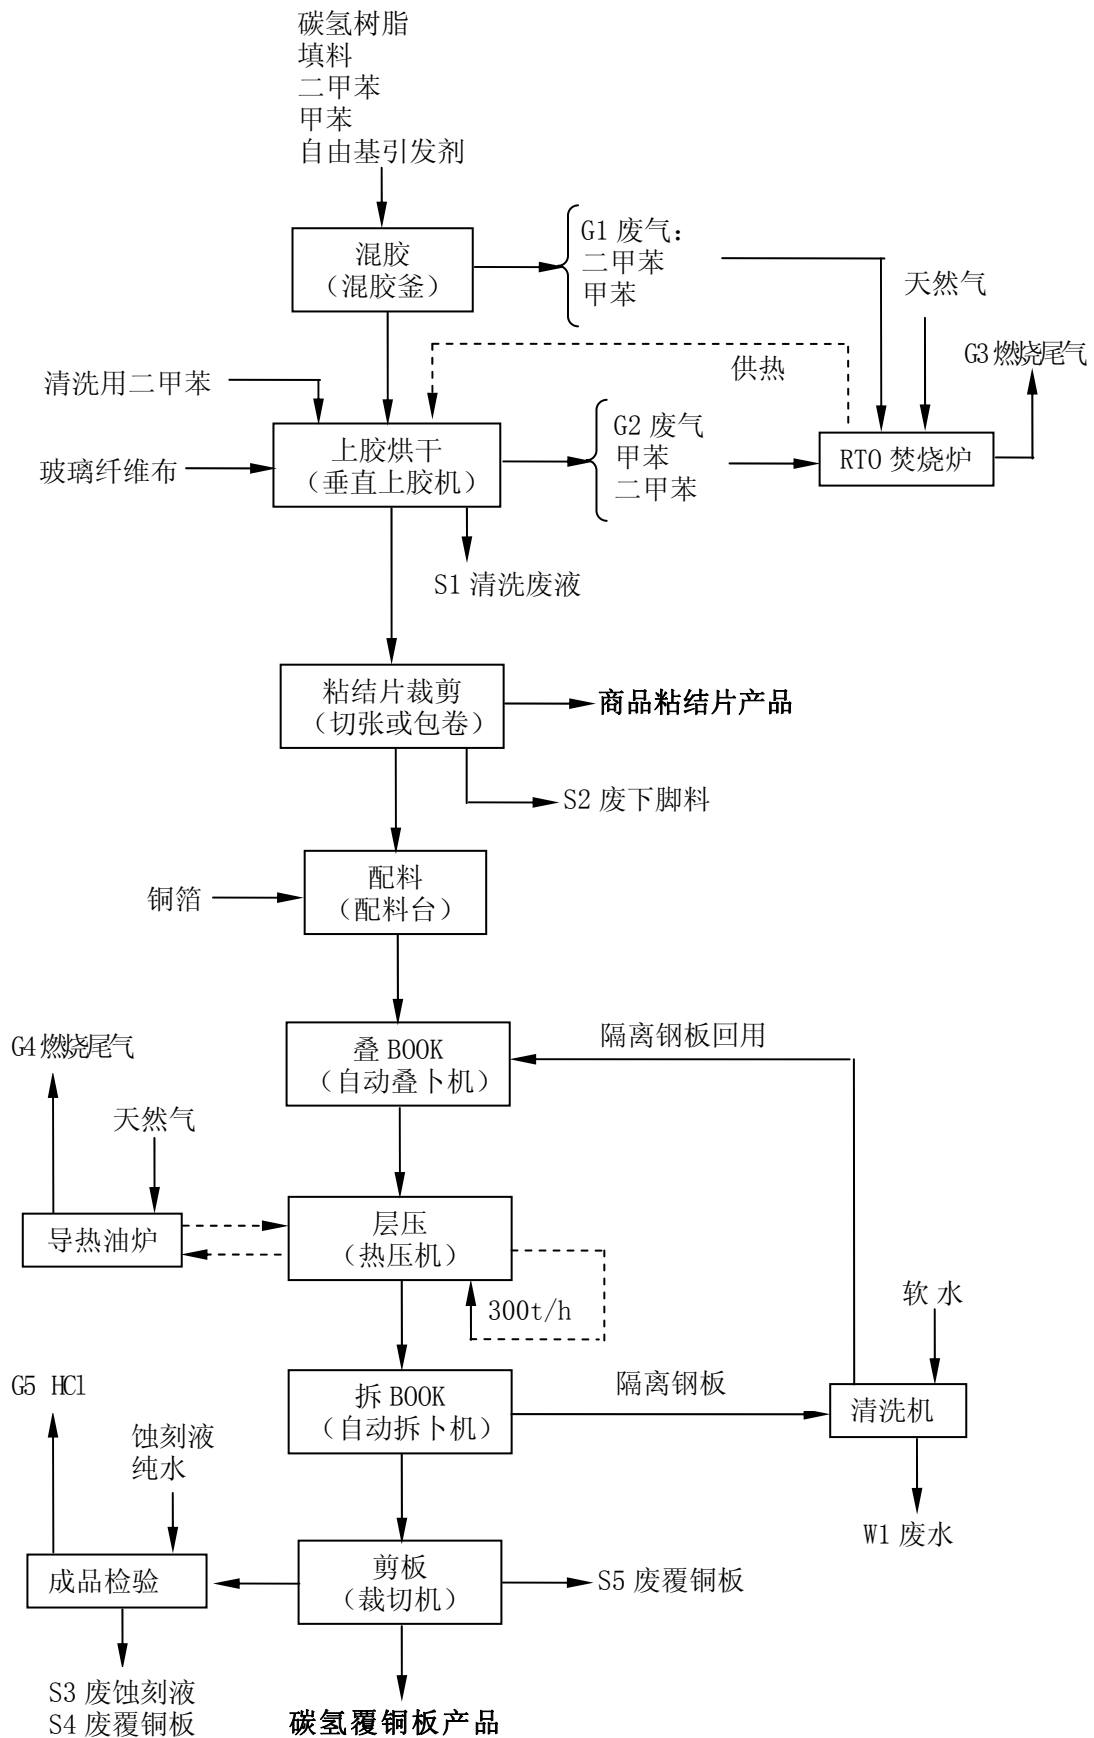 碳氢树脂
填料
二甲苯
甲苯
自由基引发剂
混胶
（混胶釜）
G1 废气：
二甲苯
甲苯
天然气
G3 燃烧尾气
供热
清洗用二甲苯
玻璃纤维布
上胶烘干
（垂直上胶机）
G2 废气
甲苯
二甲苯
RTO 焚烧炉
S1 清洗废液
粘结片裁剪
（切张或包卷）
商品粘结片产品
S2 废下脚料
铜箔
配料
（配料台）
叠 BOOK
（自动叠卜机）
隔离钢板回用
G4 燃烧尾气
天然气
导热油炉
层压
（热压机）
300t/h
软 水
拆 BOOK
（自动拆卜机）
隔离钢板
清洗机
W1 废水
G5 HCl
蚀刻液
纯水
成品检验
剪板
（裁切机）
S5 废覆铜板
S3 废蚀刻液
S4 废覆铜板
碳氢覆铜板产品